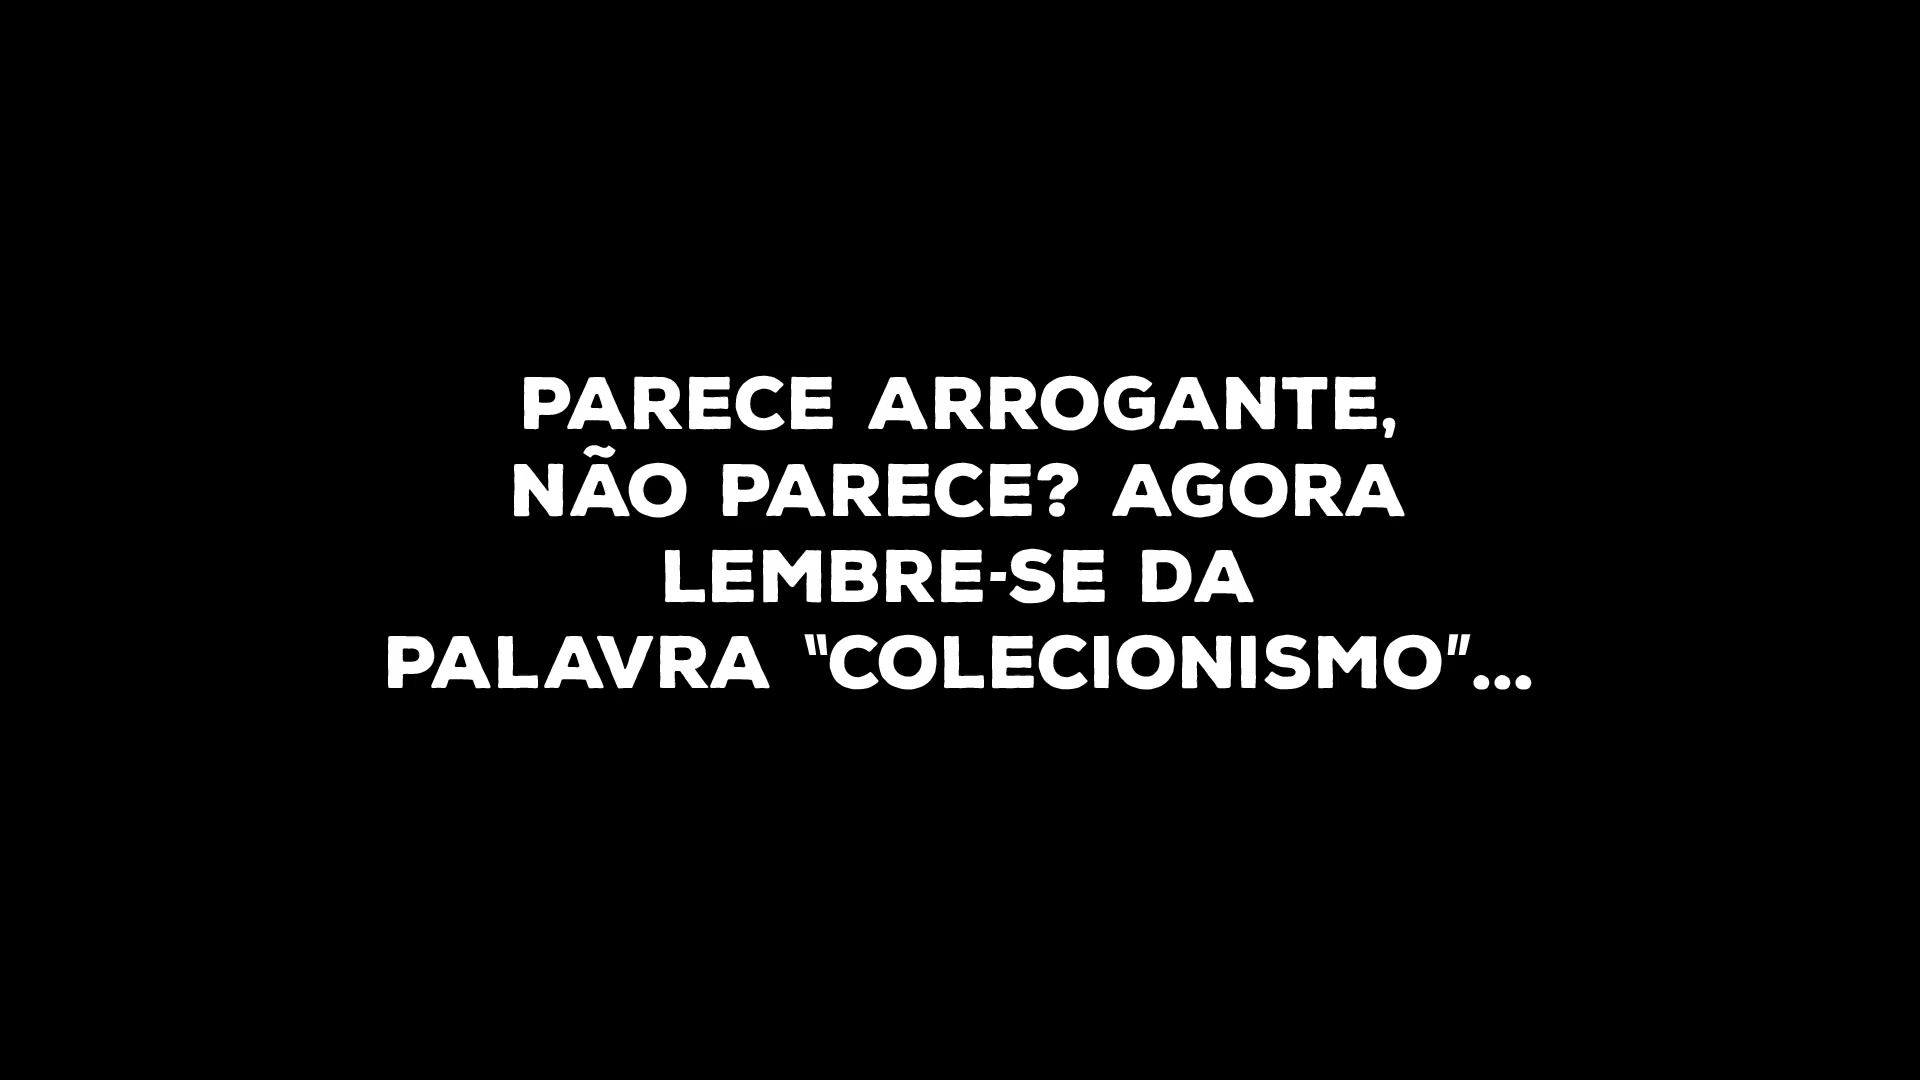 PARECE ARROGANTE,
NÃO PARECE? AGORA
LEMBRE-SE DA
PALAVRA "COLECIONISMO"...